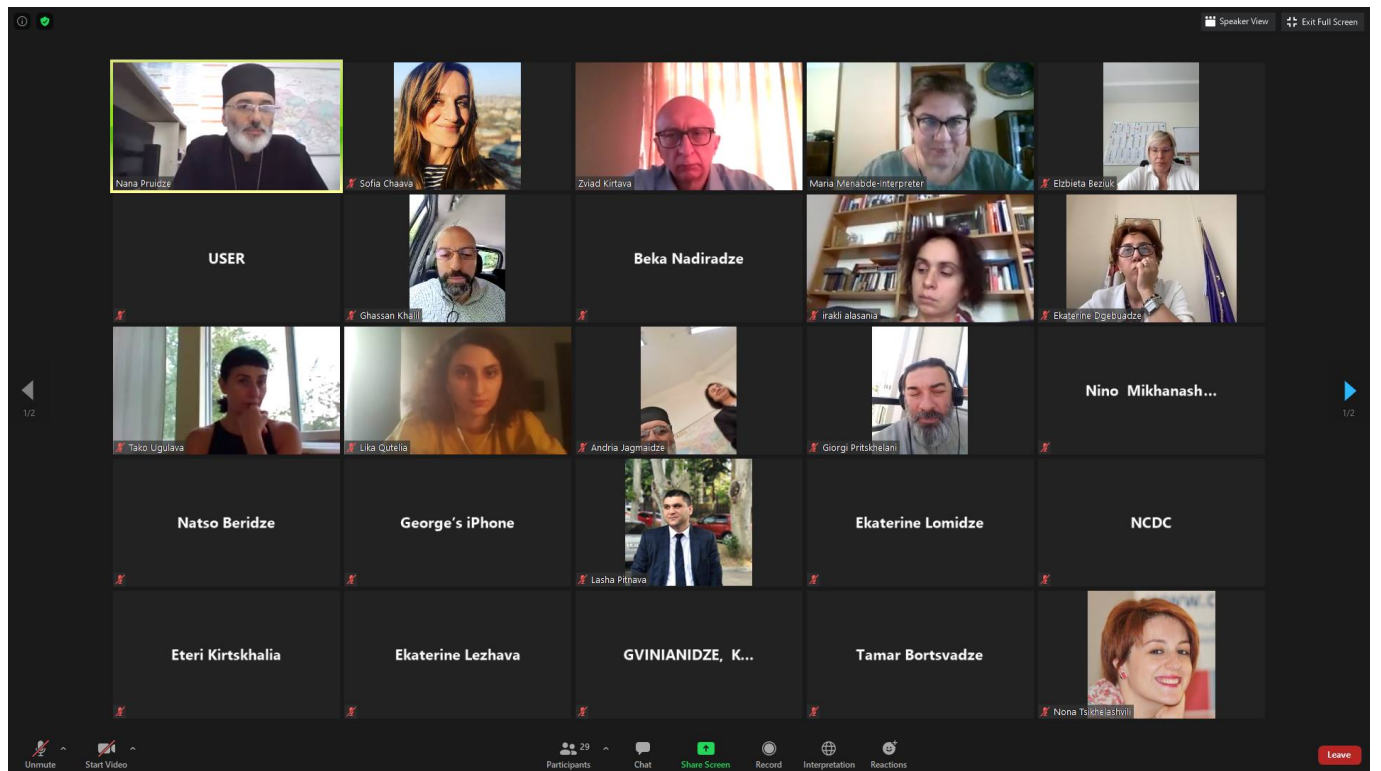 Speaker View
Exit Full Screen
Nana Pruidze
Sofia Chaava
Zviad Kirtava
Maria Menabde-interpreter
Elzbieta Beziuk
USER
Ghassan Khalil
Beka Nadiradze
irakli alasania
Ekaterine Dgebuadze
1/2
Tako Ugulava
Lika Qutelia
Andria Jagmaidze
Giorgi Pritskhelani
Nino Mikhanash...
1/2
Natso Beridze
George's iPhone
Lasha Pitnava
Ekaterine Lomidze
NCDC
Eteri Kirtskhalia
Ekaterine Lezhava
GVINIANIDZE, K...
Tamar Bortsvadze
Nona Tsikhelashvili
Unmute
Start Video
29
Participants
Chat
Share Screen
Record
Interpretation
Reactions
Leave